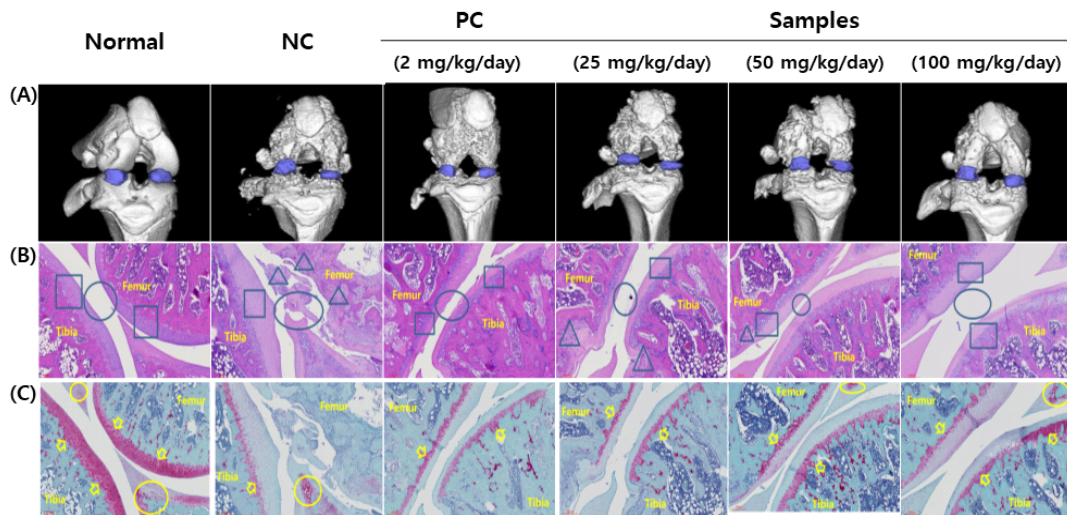 Normal
NC
PC
Samples
(2 mg/kg/day)
(25 mg/kg/day)
(50 mg/kg/day)
(100 mg/kg/day)
(A)
(B)
Femur
Tibia
Femur
Tibia
Femur
Tibia
Femur
Tibia
Femur
Tibia
Femur
Tibia
(C)
Femur
Tibia
Femur
Tibia
Femur
Tibia
Femur
Tibia
Femur
Tibia
Femur
Tibia